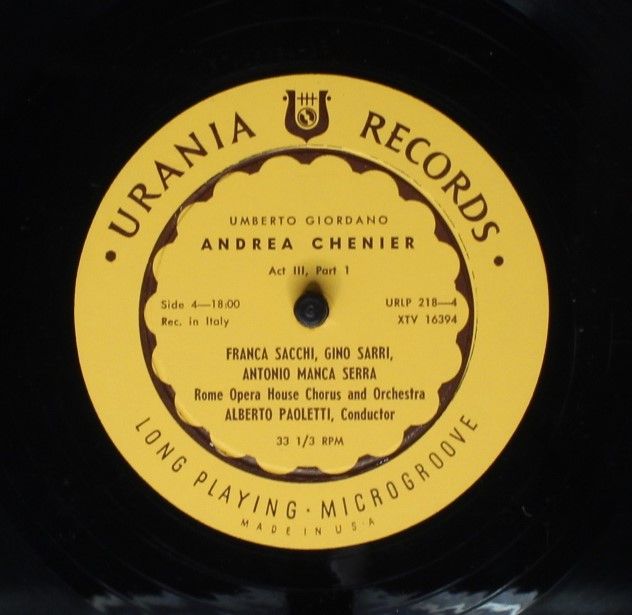 • URANIA RECORDS •
UMBERTO GIORDANO
ANDREA CHENIER
Act III, Part 1
Side 4—18:00 URLP 218—4
Rec. in Italy XTV 16394
FRANCA SACCHI, GINO SARRI,
ANTONIO MANCA SERRA
Rome Opera House Chorus and Orchestra
ALBERTO PAOLETTI, Conductor
33 1/3 RPM
LONG PLAYING · MICROGROOVE
MADE IN U·S·A